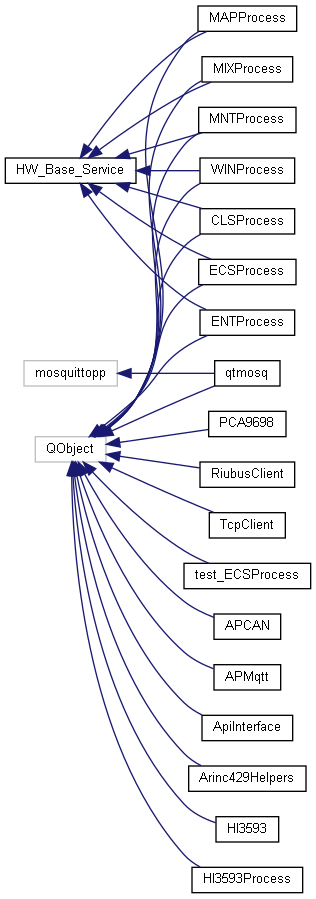 MAPProcess
MIXProcess
MNTProcess
HW_Base_Service
WINProcess
CLSProcess
ECSProcess
ENTProcess
mosquittopp
qtmosq
PCA9698
QObject
RiubusClient
TcpClient
test_ECSProcess
APCAN
APMqtt
ApiInterface
Arinc429Helpers
HI3593
HI3593Process